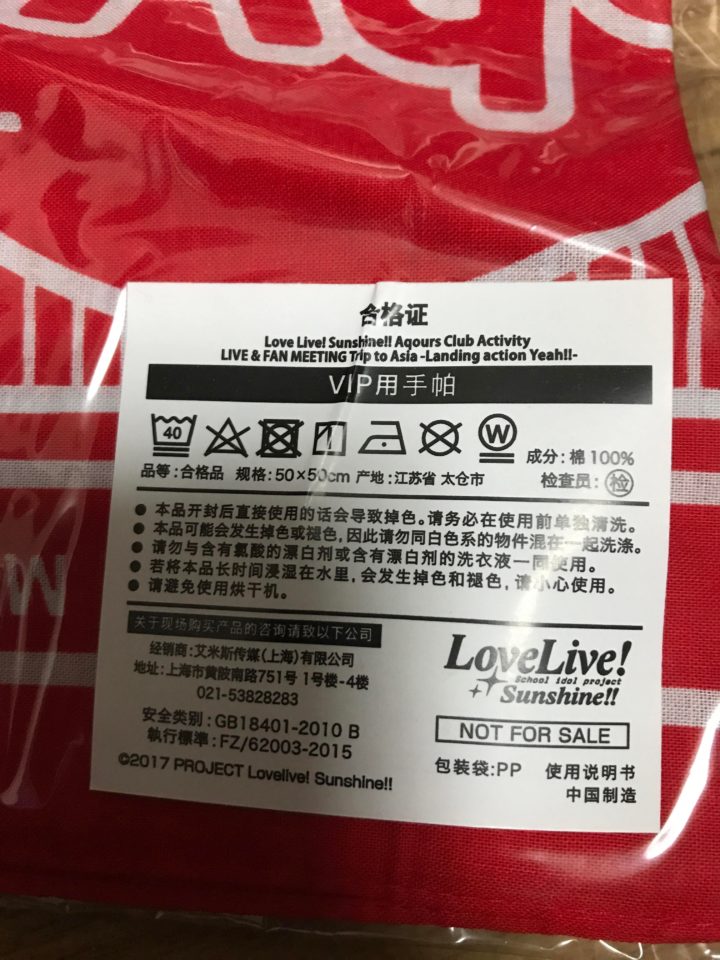 合格证
Love Live! Sunshine!! Aqours Club Activity
LIVE & FAN MEETING Trip to Asia -Landing action Yeah!!-
VIP用手帕
40
W
成分:棉 100%
品等:合格品 规格:50×50cm 产地:江苏省 太仓市
检查员:检
● 本品开封后直接使用的话会导致掉色。请务必在使用前单独清洗。
● 本品可能会发生掉色或褪色,因此请勿同白色系的物件混在一起洗涤。
● 请勿与含有氯酸的漂白剂或含有漂白剂的洗衣液一同使用。
● 若将本品长时间浸湿在水里,会发生掉色和褪色,请小心使用。
● 请避免使用烘干机。
关于现场购买产品的咨询请致以下公司
经销商:艾米斯传媒(上海)有限公司
地址:上海市黄陂南路751号 1号楼-4楼
021-53828283
安全类别:GB18401-2010 B
執行標準:FZ/62003-2015
©2017 PROJECT Lovelive! Sunshine!!
LoveLive!
School idol project
Sunshine!!
NOT FOR SALE
包装袋:PP 使用说明书
中国制造